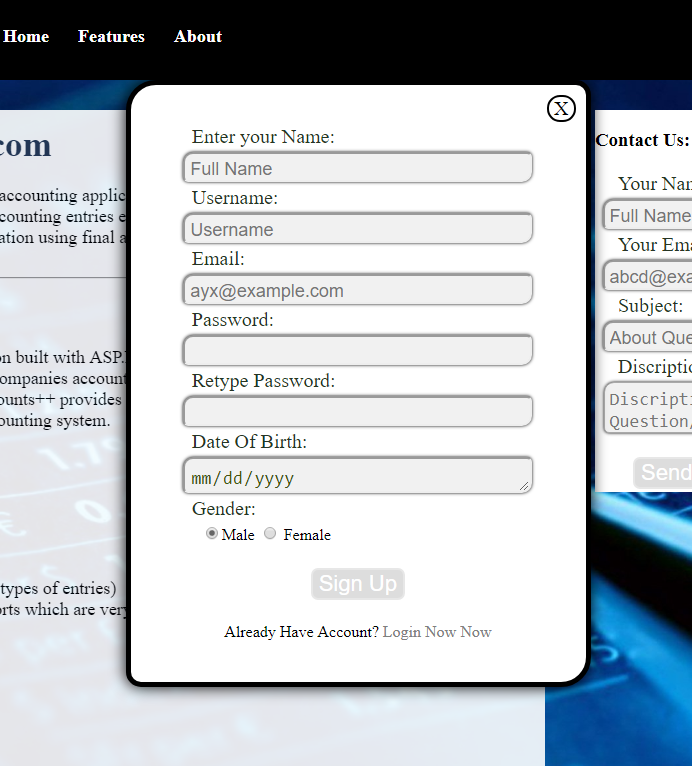 Home Features About
X
Enter your Name:
Full Name
Username:
Username
Email:
ayx@example.com
Password:
Retype Password:
Date Of Birth:
mm/dd/yyyy
Gender:
Male Female
Sign Up
Already Have Account? Login Now Now
com
accounting applic
counting entries e
ation using final a
on built with ASP.
ompanies account
ounts++ provides
ounting system.
types of entries)
orts which are very
Contact Us:
Your Nam
Full Name
Your Ema
abcd@exa
Subject:
About Que
Discriptio
Discripti
Question/
Send